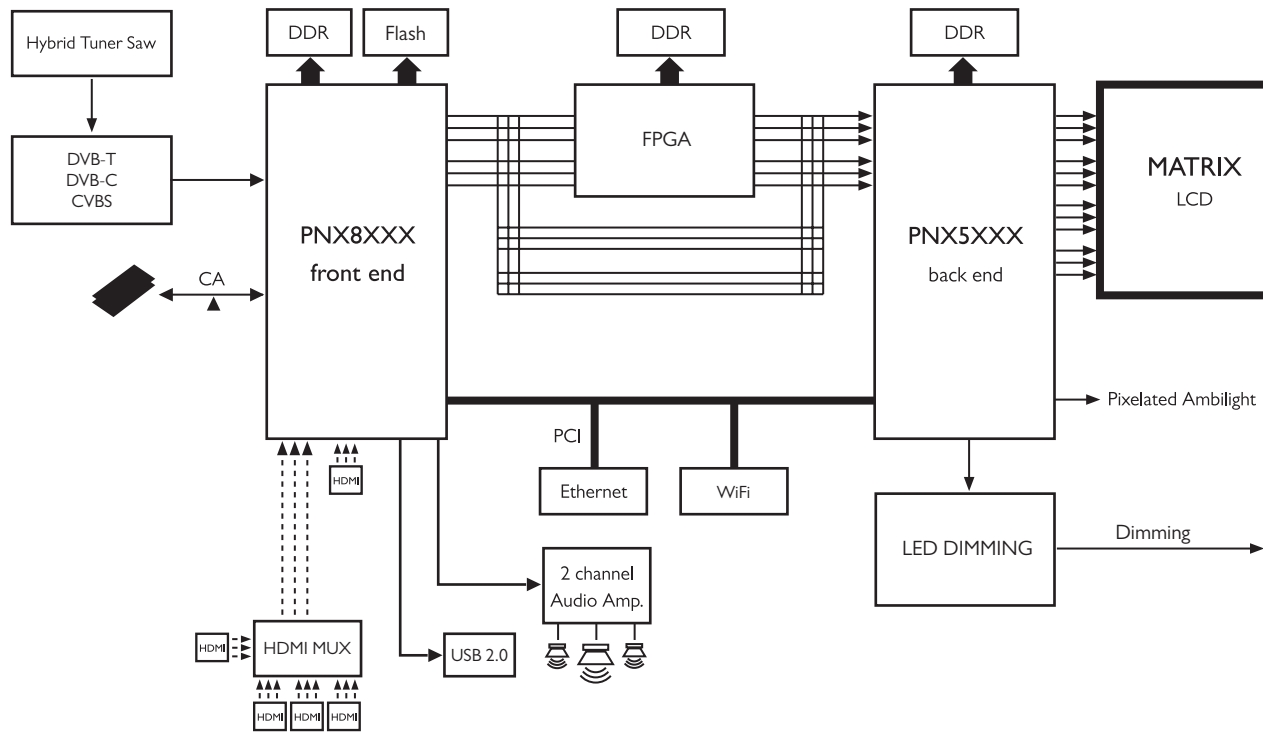 Hybrid Tuner Saw
DDR
Flash
DDR
DDR
DVB-T
DVB-C
CVBS
FPGA
MATRIX
LCD
PNX8XXX
front end
PNX5XXX
back end
CA
Pixelated Ambilight
PCI
HDMI
Ethernet
WiFi
LED DIMMING
Dimming
2 channel
Audio Amp.
HDMI
HDMI MUX
USB 2.0
HDMI
HDMI
HDMI